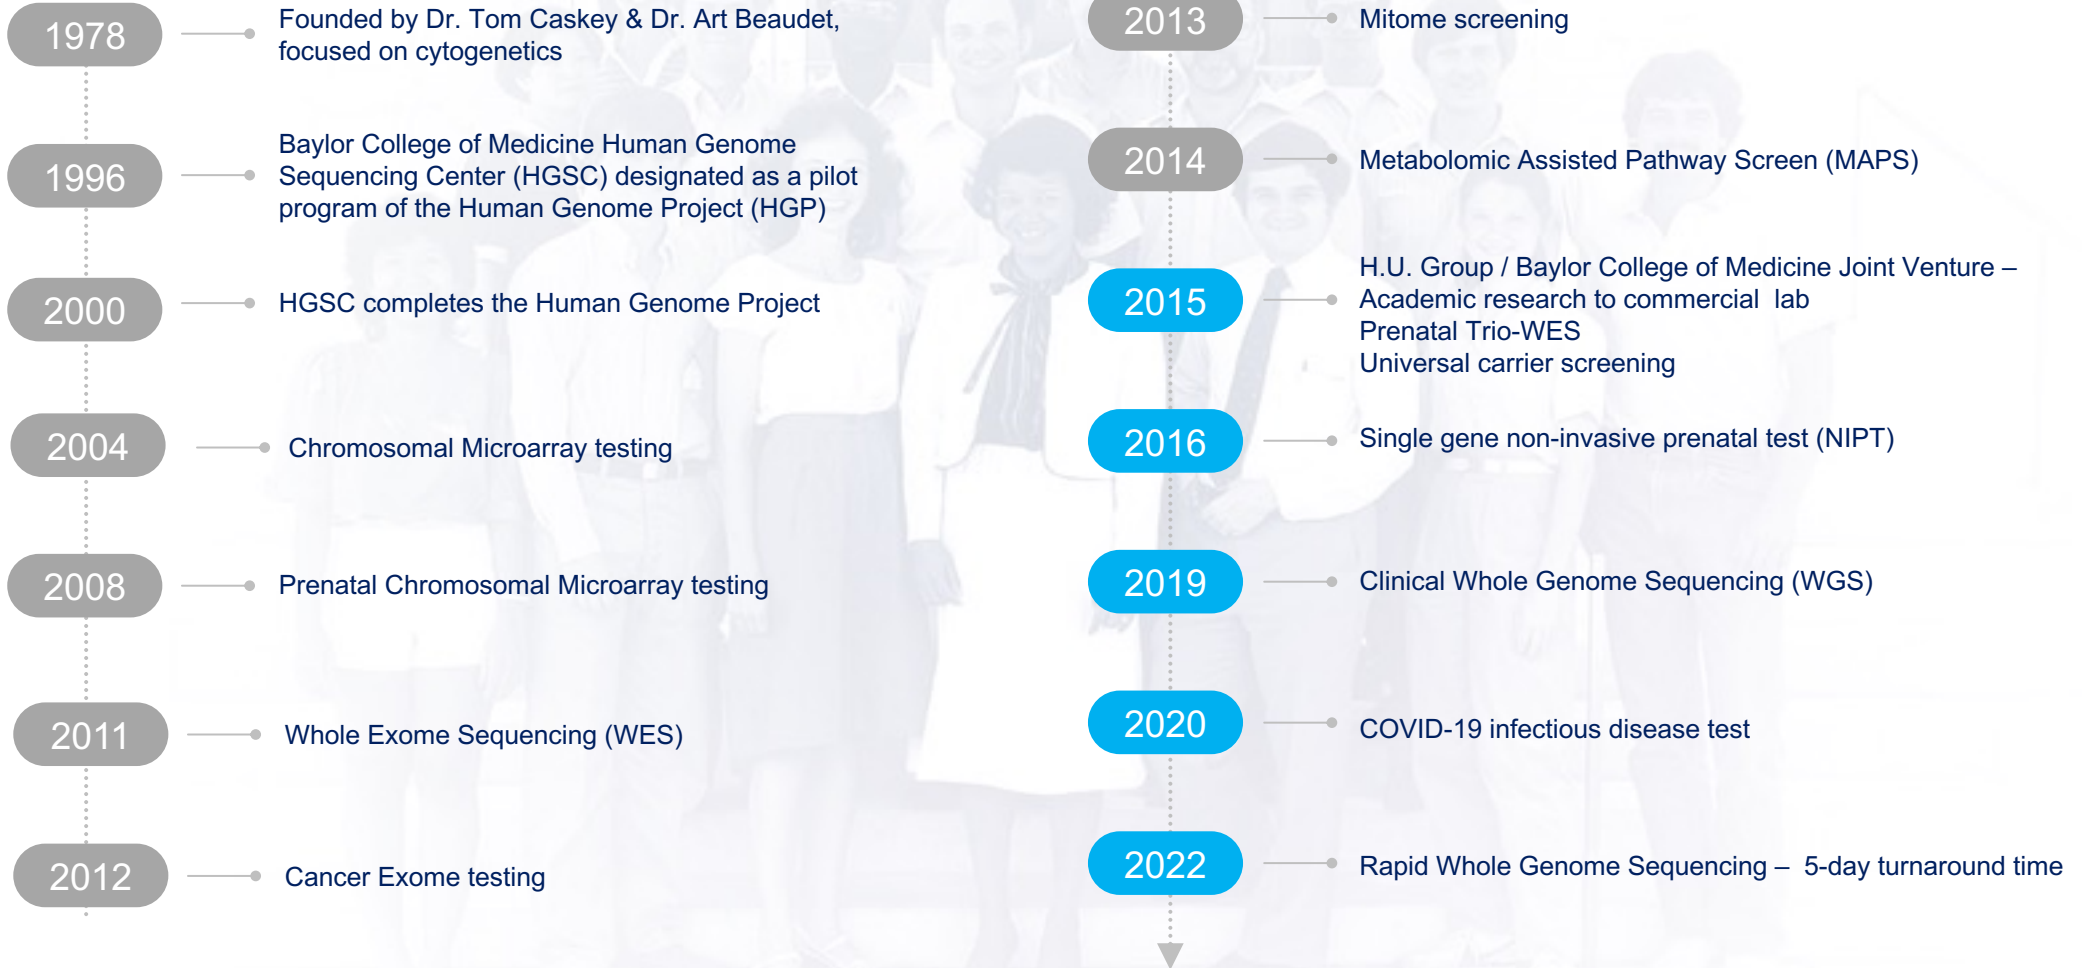 1978
Founded by Dr. Tom Caskey & Dr. Art Beaudet,
focused on cytogenetics
1996
Baylor College of Medicine Human Genome
Sequencing Center (HGSC) designated as a pilot
program of the Human Genome Project (HGP)
2000
HGSC completes the Human Genome Project
2004
Chromosomal Microarray testing
2008
Prenatal Chromosomal Microarray testing
2011
Whole Exome Sequencing (WES)
2012
Cancer Exome testing
2013
Mitome screening
2014
Metabolomic Assisted Pathway Screen (MAPS)
2015
H.U. Group / Baylor College of Medicine Joint Venture –
Academic research to commercial lab
Prenatal Trio-WES
Universal carrier screening
2016
Single gene non-invasive prenatal test (NIPT)
2019
Clinical Whole Genome Sequencing (WGS)
2020
COVID-19 infectious disease test
2022
Rapid Whole Genome Sequencing – 5-day turnaround time